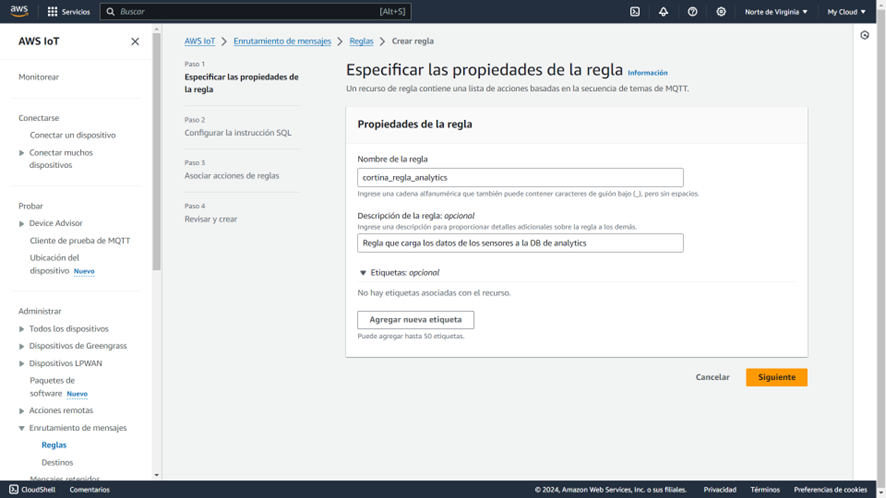 aws
Servicios
Buscar
[Alt+S]
Norte de Virginia
My Cloud
AWS IoT
Monitorear
Conectarse
Conectar un dispositivo
Conectar muchos
dispositivos
Probar
Device Advisor
Cliente de prueba de MQTT
Ubicación del
dispositivo Nuevo
Administrar
Todos los dispositivos
Dispositivos de Greengrass
Dispositivos LPWAN
Paquetes de
software Nuevo
Acciones remotas
Enrutamiento de mensajes
Reglas
Destinos
Mensajes retenidos
AWS IoT > Enrutamiento de mensajes > Reglas > Crear regla
Paso 1
Especificar las propiedades de
la regla
Paso 2
Configurar la instrucción SQL
Paso 3
Asociar acciones de reglas
Paso 4
Revisar y crear
Especificar las propiedades de la regla Información
Un recurso de regla contiene una lista de acciones basadas en la secuencia de temas de MQTT.
Propiedades de la regla
Nombre de la regla
cortina_regla_analytics
Ingrese una cadena alfanumérica que también puede contener caracteres de guión bajo (_), pero sin espacios.
Descripción de la regla: opcional
Ingrese una descripción para proporcionar detalles adicionales sobre la regla a los demás.
Regla que carga los datos de los sensores a la DB de analytics
Etiquetas: opcional
No hay etiquetas asociadas con el recurso.
Agregar nueva etiqueta
Puede agregar hasta 50 etiquetas.
Cancelar
Siguiente
CloudShell
Comentarios
© 2024, Amazon Web Services, Inc. o sus filiales.
Privacidad
Términos
Preferencias de cookies